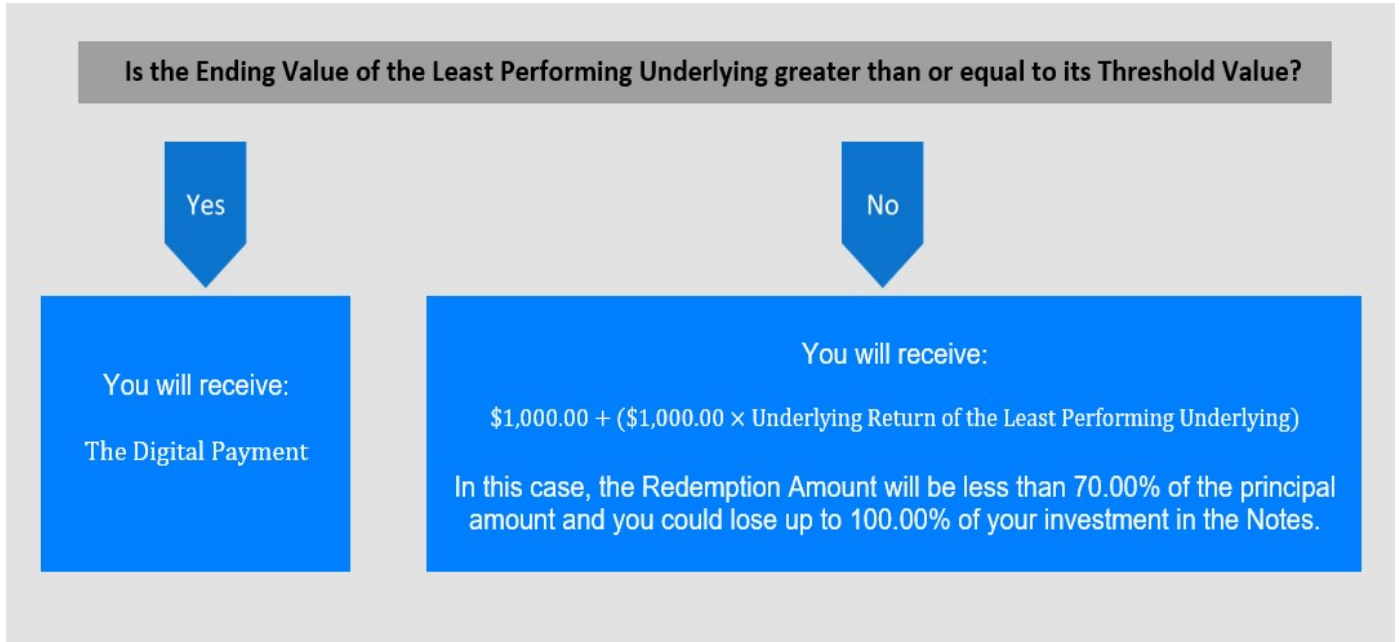 Is the Ending Value of the Least Performing Underlying greater than or equal to its Threshold Value?
Yes
No
You will receive:
The Digital Payment
You will receive:
$1,000.00 + ($1,000.00 × Underlying Return of the Least Performing Underlying)
In this case, the Redemption Amount will be less than 70.00% of the principal
amount and you could lose up to 100.00% of your investment in the Notes.